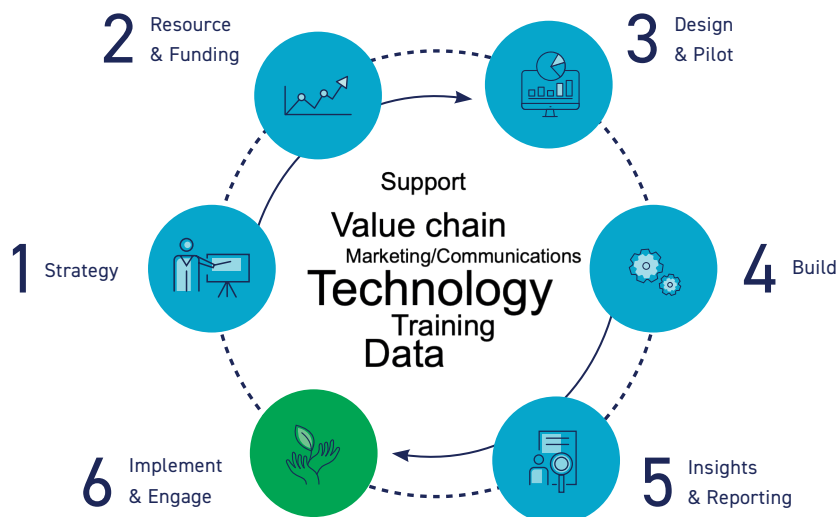 2 Resource
& Funding
3 Design
& Pilot
Support
Value chain
Marketing/Communications
Technology
Training
Data
1 Strategy
4 Build
6 Implement
& Engage
5 Insights
& Reporting